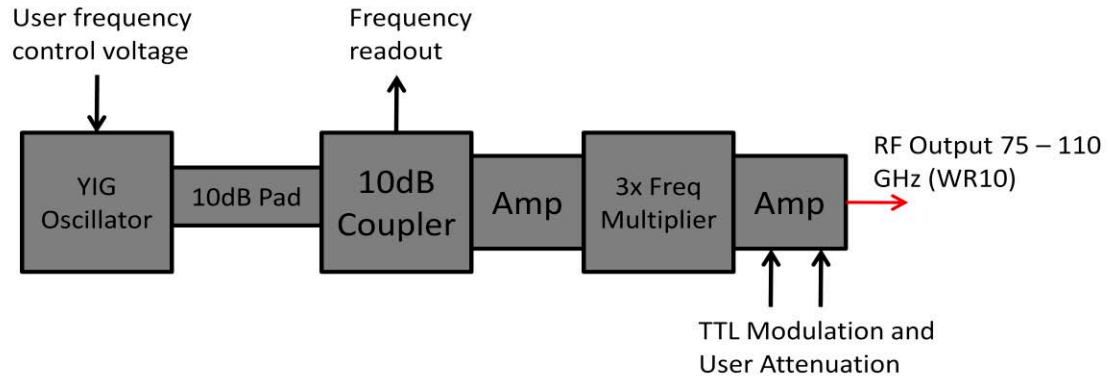 User frequency
control voltage
Frequency
readout
YIG
Oscillator
10dB Pad
10dB
Coupler
Amp
3x Freq
Multiplier
Amp
RF Output 75 – 110
GHz (WR10)
TTL Modulation and
User Attenuation